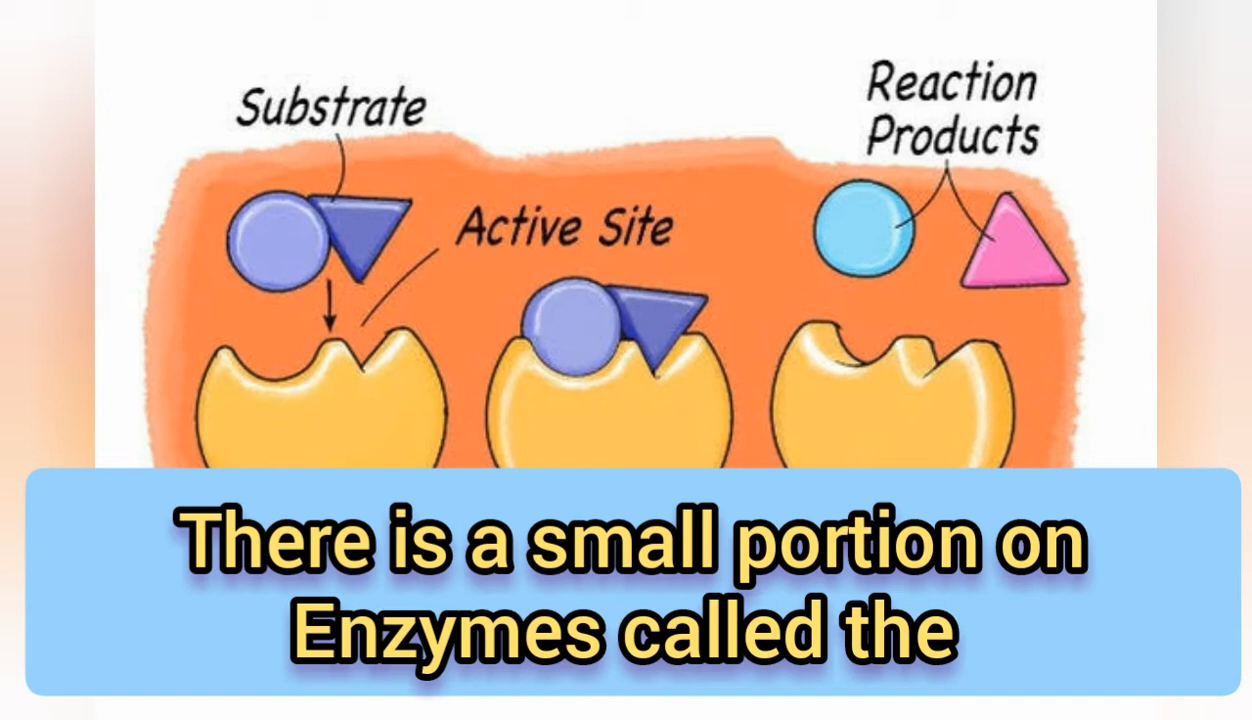 Substrate
Reaction
Products
Active Site
There is a small portion on
Enzymes called the